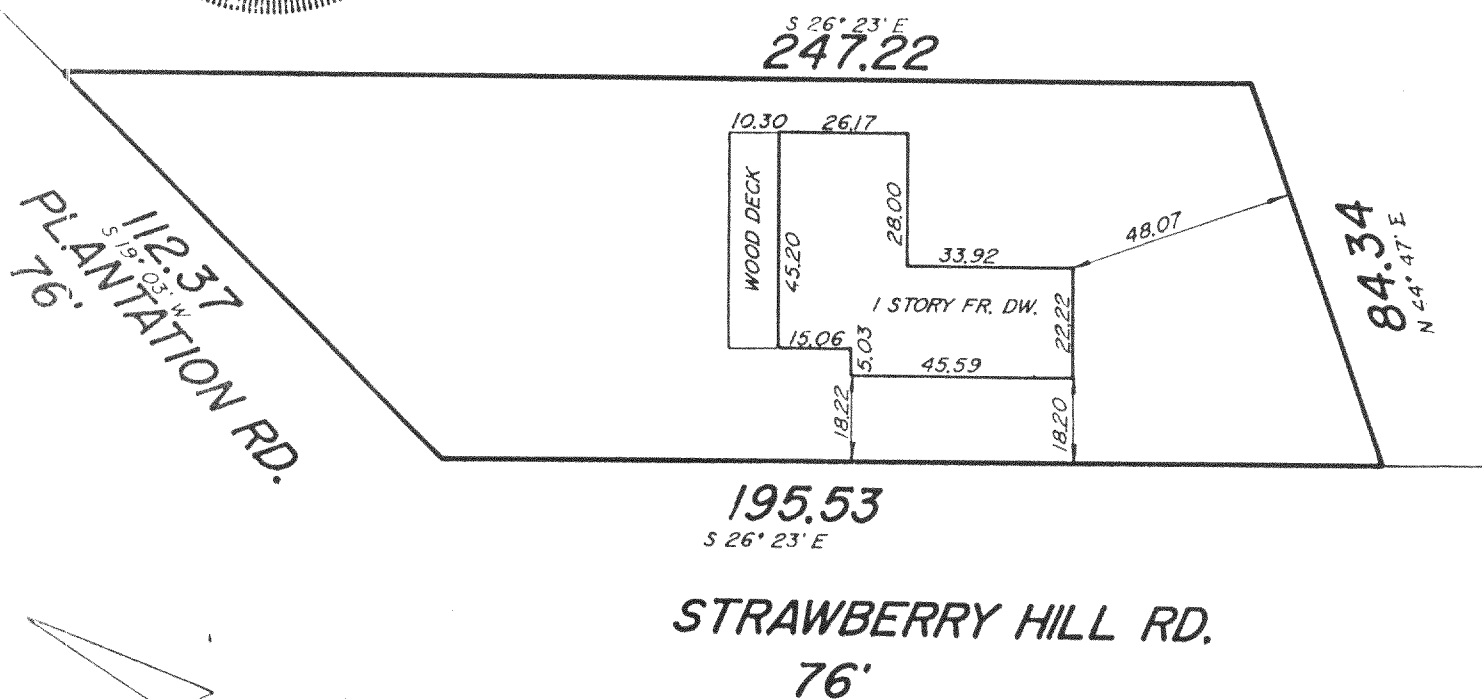 S 26° 23' E
247.22
10.30 26.17
WOOD DECK
45.20
28.00
33.92
48.07
1 STORY FR. DW.
22.22
15.06
5.03
45.59
18.22
18.20
112.37
S 19° 03' W
PLANTATION RD.
76'
84.34
N 44° 47' E
195.53
S 26° 23' E
STRAWBERRY HILL RD.
76'